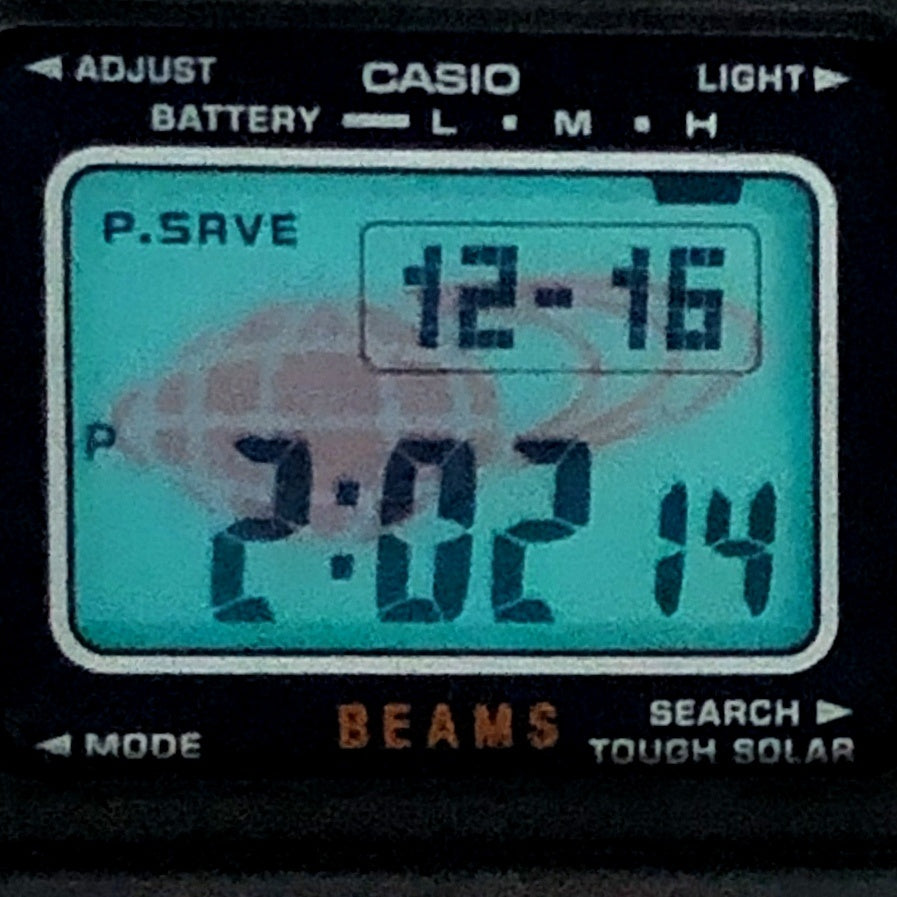 ◄ ADJUST CASIO LIGHT ►
BATTERY — L · M · H
P.SAVE
12-16
P 2:02 14
BEAMS
◄ MODE SEARCH ►
TOUGH SOLAR